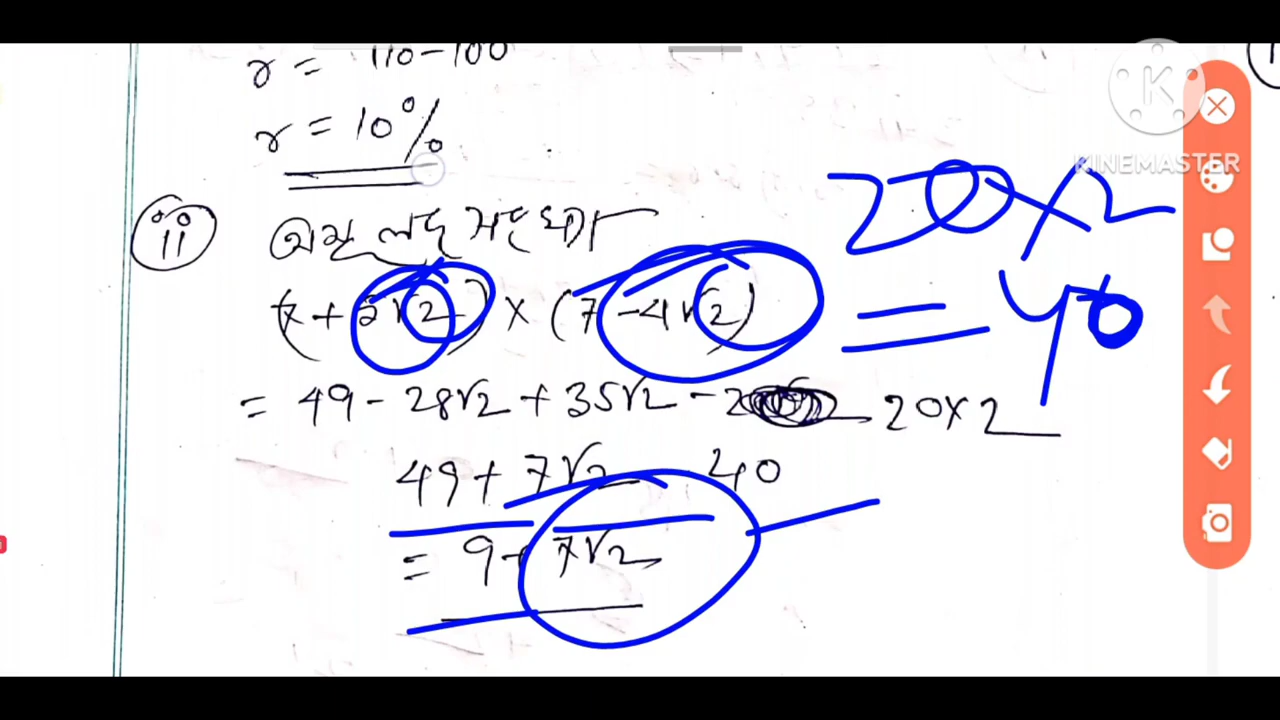 r = 110-100
r = 10%
KINEMASTER
20×2
ii
(7+5√2) × (7-4√2) = 40
= 49-28√2+35√2- 20×2
49+7√2 40
= 9+7√2